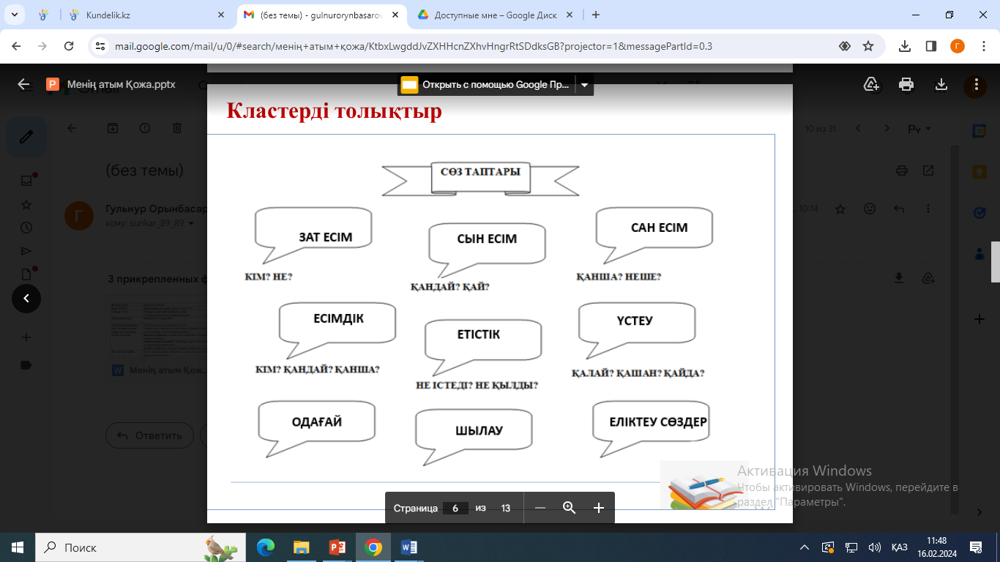 Kundelik.kz
(без темы) - gulnurorynbasarov
Доступные мне – Google Диск
mail.google.com/mail/u/0/#search/менің+атым+қожа/KtbxLwgddJvZXHHcnZXhvHngrRtSDdksGB?projector=1&messagePartId=0.3
Г
P Менің атым Қожа.pptx
Открыть с помощью Google Пр...
10 из 31
(без темы)
Гульнур Орынбасар
кому: sunkar_89_89
10:14
3 прикрепленных ф
W Менің атым Қож...
Ответить
Кластерді толықтыр
СӨЗ ТАПТАРЫ
ЗАТ ЕСІМ
СЫН ЕСІМ
САН ЕСІМ
КІМ? НЕ?
ҚАНДАЙ? ҚАЙ?
ҚАНША? НЕШЕ?
ЕСІМДІК
ЕТІСТІК
ҮСТЕУ
КІМ? ҚАНДАЙ? ҚАНША?
НЕ ІСТЕДІ? НЕ ҚЫЛДЫ?
ҚАЛАЙ? ҚАШАН? ҚАЙДА?
ОДАҒАЙ
ШЫЛАУ
ЕЛІКТЕУ СӨЗДЕР
Активация Windows
Чтобы активировать Windows, перейдите в
раздел "Параметры".
Страница 6 из 13
Поиск
ҚАЗ
11:48
16.02.2024